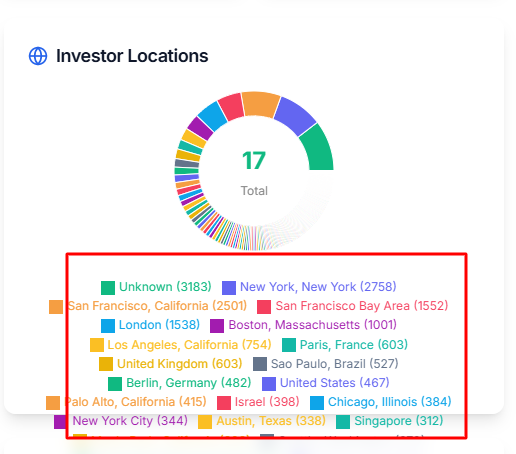 Investor Locations
17
Total
Unknown (3183) New York, New York (2758)
San Francisco, California (2501) San Francisco Bay Area (1552)
London (1538) Boston, Massachusetts (1001)
Los Angeles, California (754) Paris, France (603)
United Kingdom (603) Sao Paulo, Brazil (527)
Berlin, Germany (482) United States (467)
Palo Alto, California (415) Israel (398) Chicago, Illinois (384)
New York City (344) Austin, Texas (338) Singapore (312)